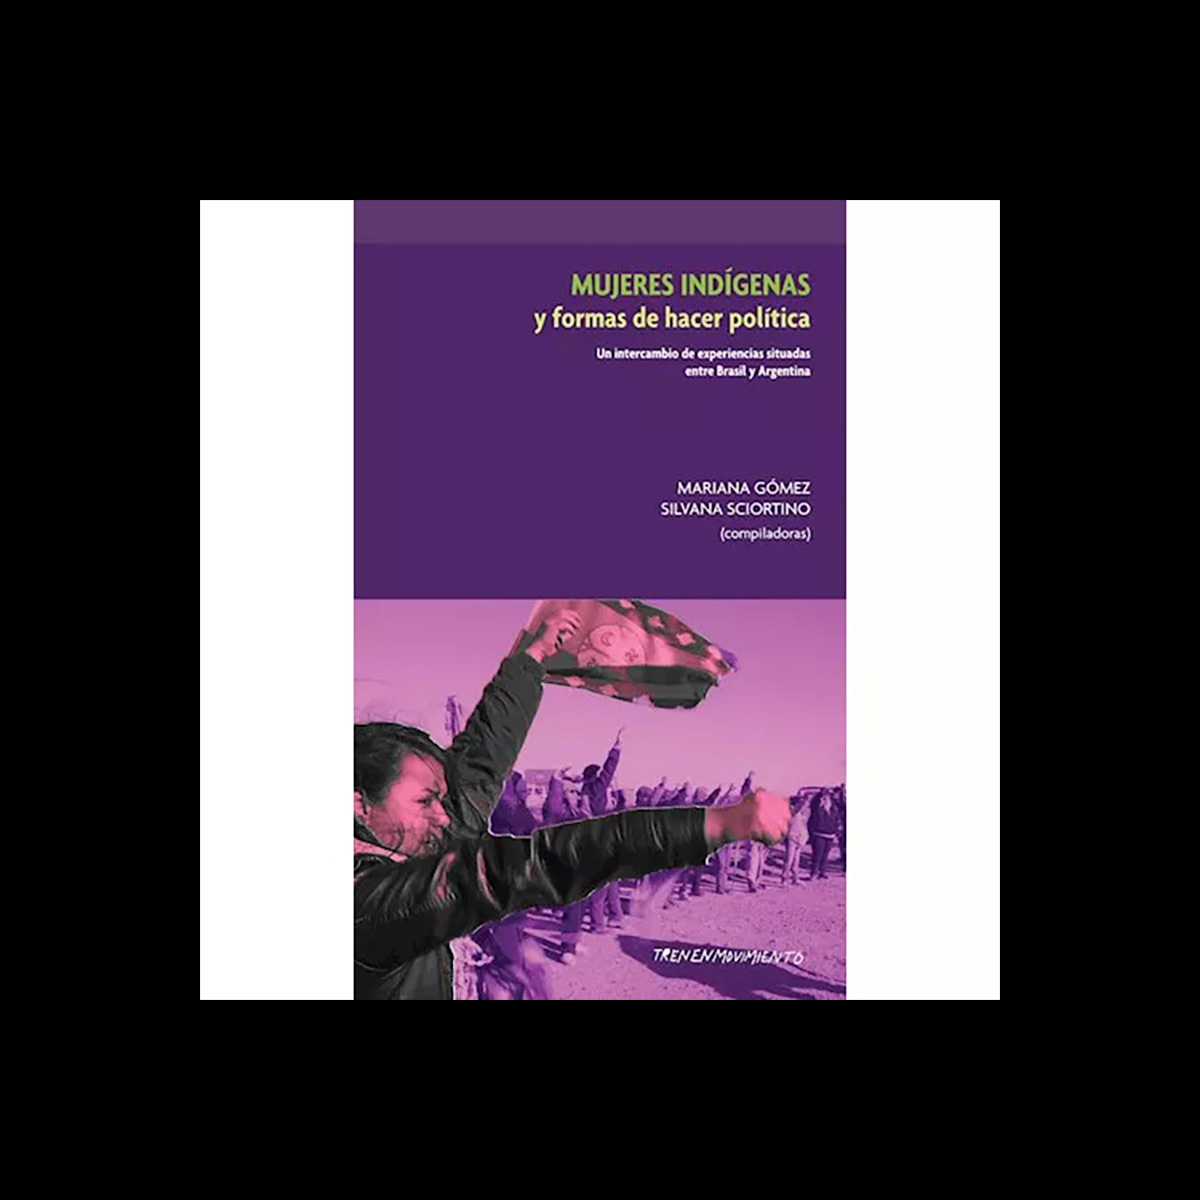 MUJERES INDÍGENAS
y formas de hacer política
Un intercambio de experiencias situadas
entre Brasil y Argentina
MARIANA GÓMEZ
SILVANA SCIORTINO
(compiladoras)
TRENENMOVIMIENTO